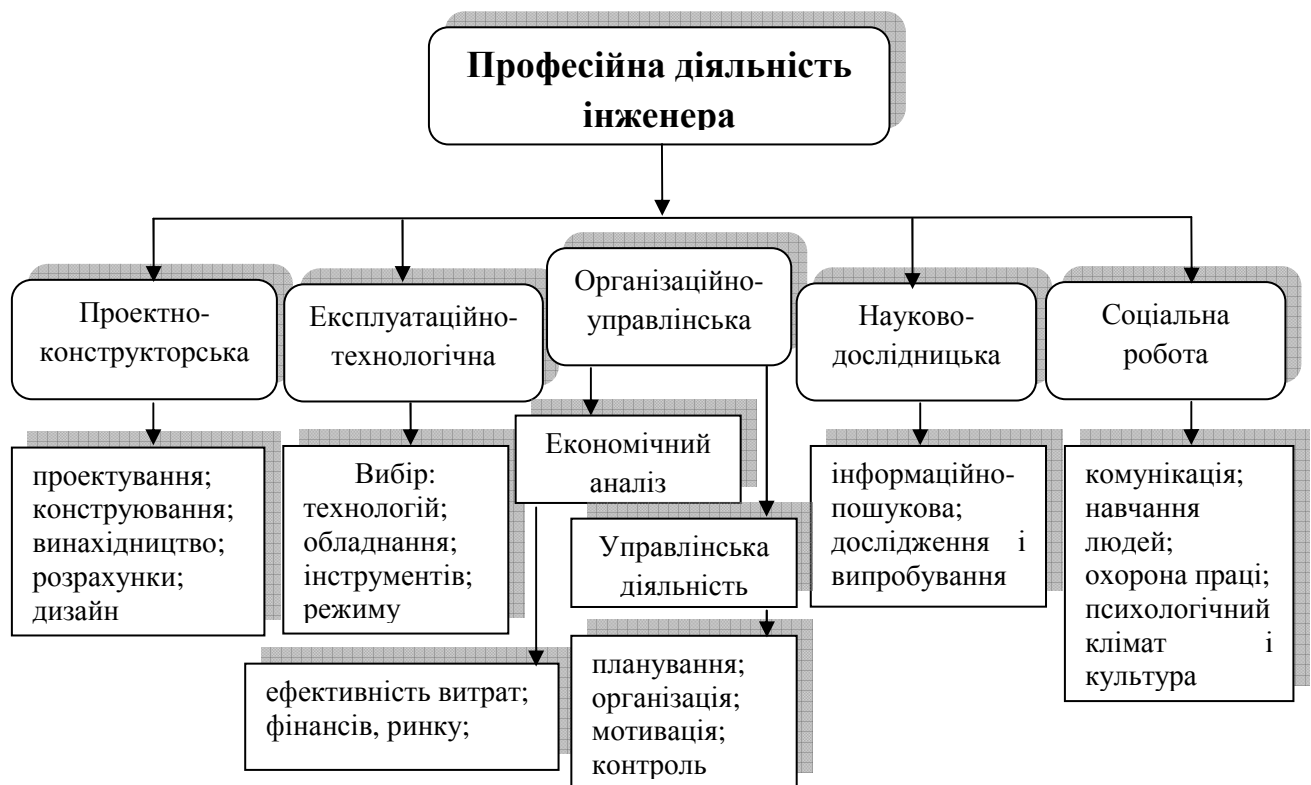 Професійна діяльність
інженера
Проектно-
конструкторська
Експлуатаційно-
технологічна
Організаційно-
управлінська
Науково-
дослідницька
Соціальна
робота
проектування;
конструювання;
винахідництво;
розрахунки;
дизайн
Вибір:
технологій;
обладнання;
інструментів;
режиму
Економічний
аналіз
ефективність витрат;
фінансів, ринку;
Управлінська
діяльність
планування;
організація;
мотивація;
контроль
інформаційно-
пошукова;
дослідження і
випробування
комунікація;
навчання
людей;
охорона праці;
психологічний
клімат і
культура